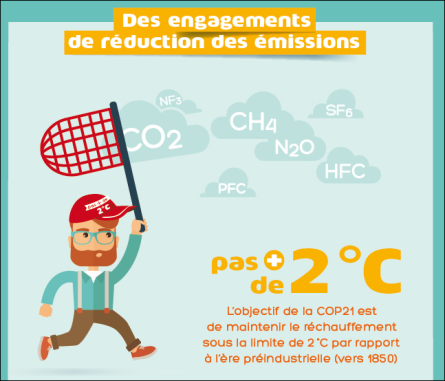 Des engagements
de réduction des émissions
NF3
CO2
CH4
SF6
N2O
HFC
PFC
2°C
pas +
de 2°C
L'objectif de la COP21 est
de maintenir le réchauffement
sous la limite de 2°C par rapport
à l'ère préindustrielle (vers 1850)